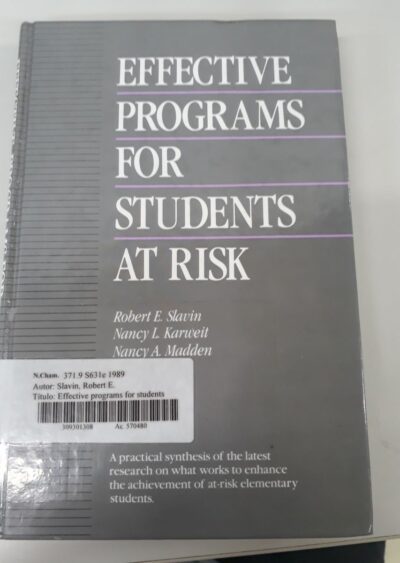 EFFECTIVE
PROGRAMS
FOR
STUDENTS
AT RISK
Robert E. Slavin
Nancy L. Karweit
Nancy A. Madden
N.Cham. 371.9 S631e 1989
Autor: Slavin, Robert E.
Titulo: Effective programs for students
309301308 Ac. 570480
A practical synthesis of the latest
research on what works to enhance
the achievement of at-risk elementary
students.